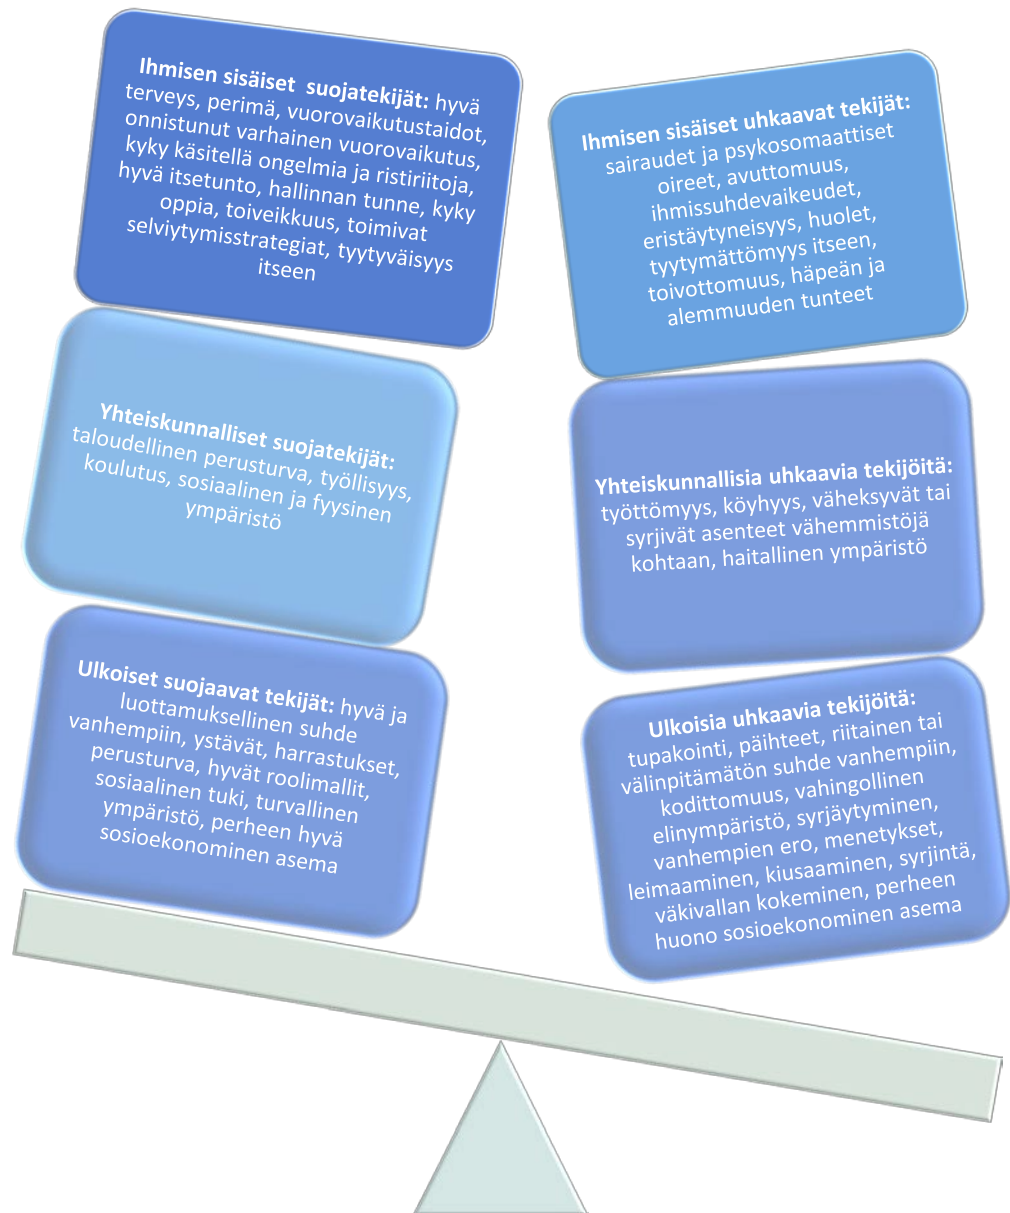 Ihmisen sisäiset suojatekijät: hyvä
terveys, perimä, vuorovaikutustaidot,
onnistunut varhainen vuorovaikutus,
kyky käsitellä ongelmia ja ristiriitoja,
hyvä itsetunto, hallinnan tunne, kyky
oppia, toiveikkuus, toimivat
selviytymisstrategiat, tyytyväisyys
itseen
Yhteiskunnalliset suojatekijät:
taloudellinen perusturva, työllisyys,
koulutus, sosiaalinen ja fyysinen
ympäristö
Ulkoiset suojaavat tekijät: hyvä ja
luottamuksellinen suhde
vanhempiin, ystävät, harrastukset,
perusturva, hyvät roolimallit,
sosiaalinen tuki, turvallinen
ympäristö, perheen hyvä
sosioekonominen asema
Ihmisen sisäiset uhkaavat tekijät:
sairaudet ja psykosomaattiset
oireet, avuttomuus,
ihmissuhdevaikeudet,
eristäytyneisyys, huolet,
tyytymättömyys itseen,
toivottomuus, häpeän ja
alemmuuden tunteet
Yhteiskunnallisia uhkaavia tekijöitä:
työttömyys, köyhyys, väheksyvät tai
syrjivät asenteet vähemmistöjä
kohtaan, haitallinen ympäristö
Ulkoisia uhkaavia tekijöitä:
tupakointi, päihteet, riitainen tai
välinpitämätön suhde vanhempiin,
kodittomuus, vahingollinen
elinympäristö, syrjäytyminen,
vanhempien ero, menetykset,
leimaaminen, kiusaaminen, syrjintä,
väkivallan kokeminen, perheen
huono sosioekonominen asema